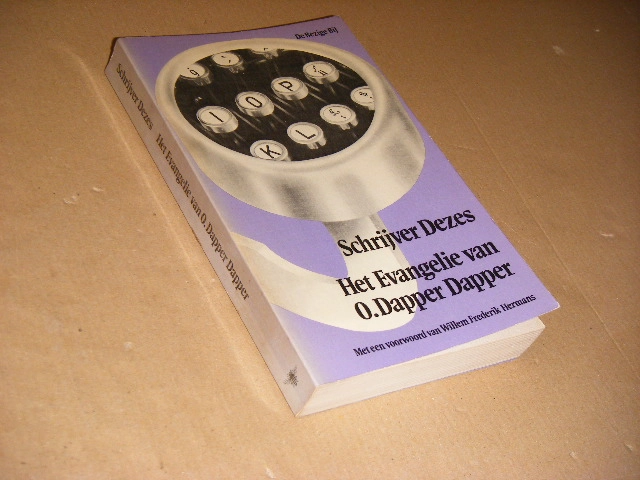 De Bezige Bij
I O P
K L
Schrijver Dezes
Het Evangelie van
O. Dapper Dapper
Met een voorwoord van Willem Frederik Hermans
Schrijver Dezes Het Evangelie van O. Dapper Dapper